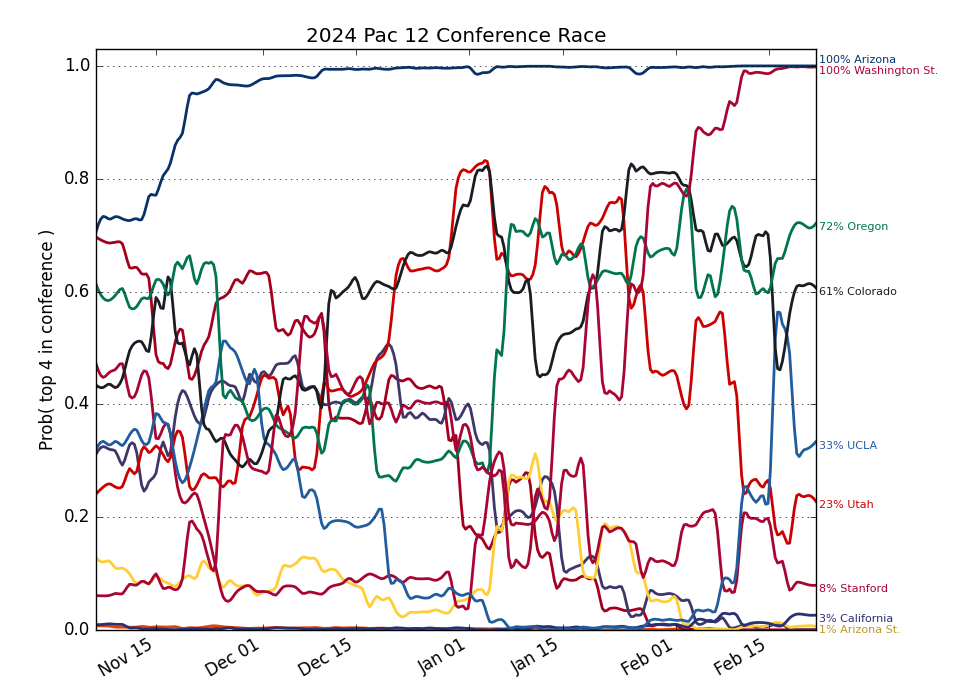 2024 Pac 12 Conference Race
Prob( top 4 in conference )
1.0
0.8
0.6
0.4
0.2
0.0
Nov 15
Dec 01
Dec 15
Jan 01
Jan 15
Feb 01
Feb 15
100% Arizona
100% Washington St.
72% Oregon
61% Colorado
33% UCLA
23% Utah
8% Stanford
3% California
1% Arizona St.